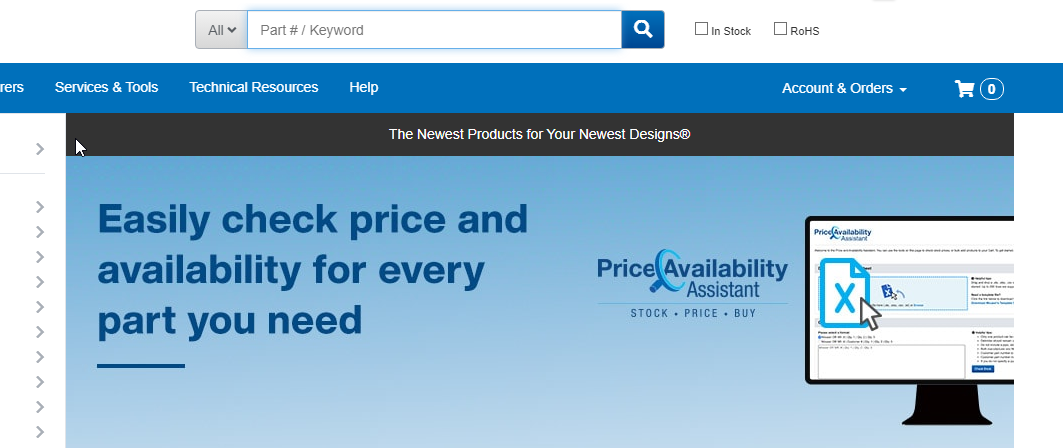 All
Part # / Keyword
In Stock
RoHS
rers
Services & Tools
Technical Resources
Help
Account & Orders
0
The Newest Products for Your Newest Designs®
Easily check price and
availability for every
part you need
Price Availability
Assistant
STOCK • PRICE • BUY
Price Availability
Assistant
X